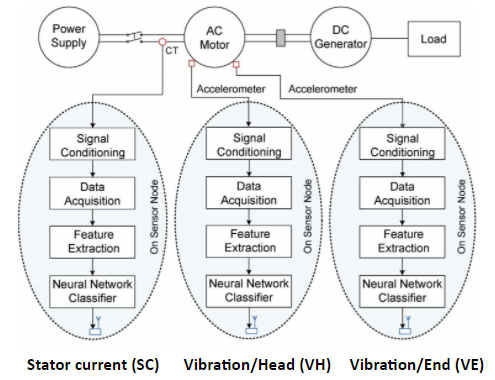 Power
Supply
CT
AC
Motor
DC
Generator
Load
Accelerometer
Accelerometer
Signal
Conditioning
Data
Acquisition
Feature
Extraction
Neural Network
Classifier
On Sensor Node
Signal
Conditioning
Data
Acquisition
Feature
Extraction
Neural Network
Classifier
On Sensor Node
Signal
Conditioning
Data
Acquisition
Feature
Extraction
Neural Network
Classifier
On Sensor Node
Stator current (SC)
Vibration/Head (VH)
Vibration/End (VE)